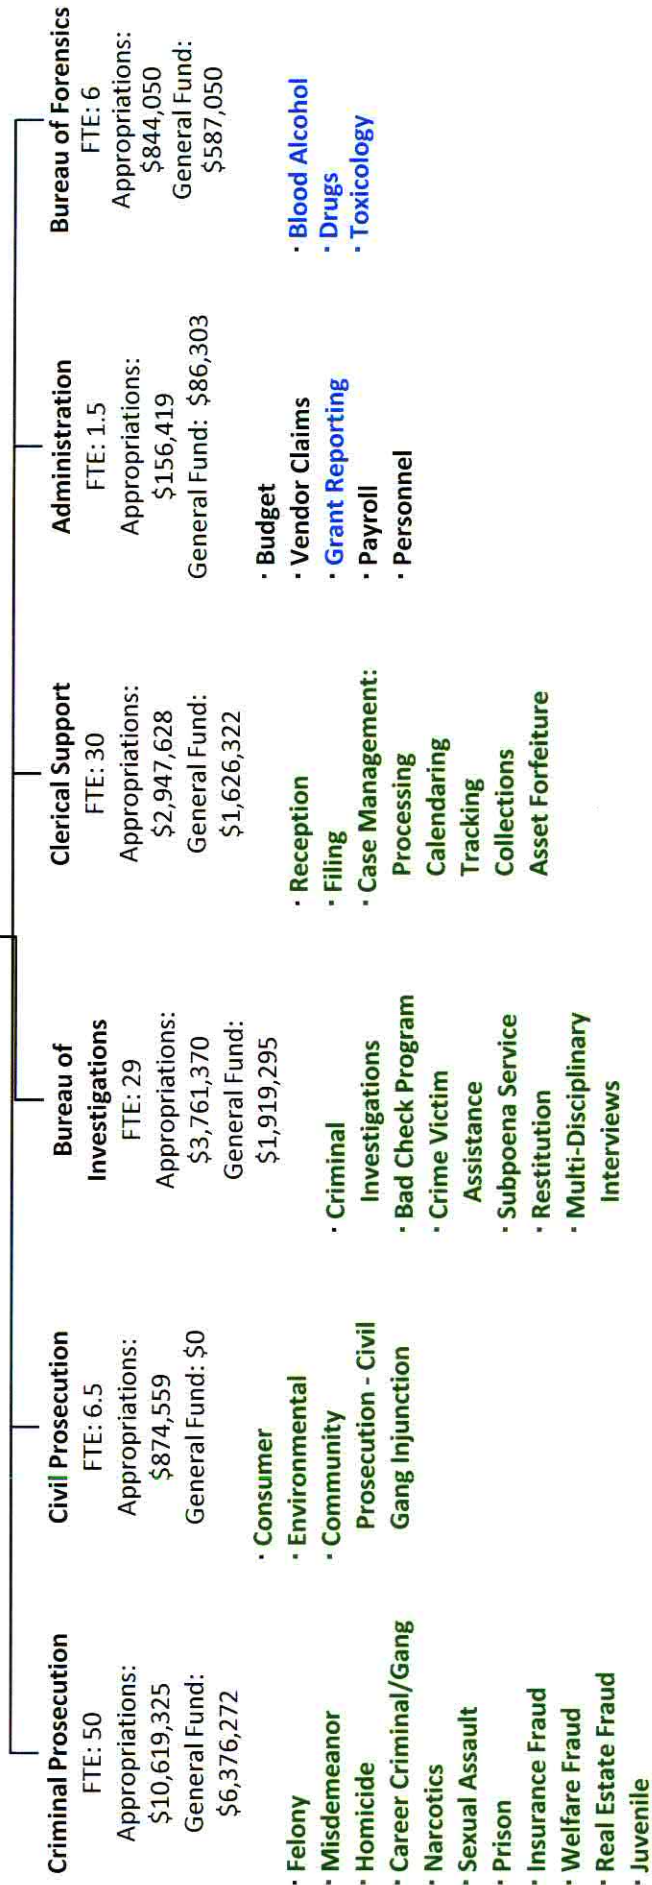 Criminal Prosecution
FTE: 50
Appropriations:
$10,619,325
General Fund:
$6,376,272
· Felony
· Misdemeanor
· Homicide
· Career Criminal/Gang
· Narcotics
· Sexual Assault
· Prison
· Insurance Fraud
· Welfare Fraud
· Real Estate Fraud
· Juvenile
Civil Prosecution
FTE: 6.5
Appropriations:
$874,559
General Fund: $0
· Consumer
· Environmental
· Community
Prosecution - Civil
Gang Injunction
Bureau of
Investigations
FTE: 29
Appropriations:
$3,761,370
General Fund:
$1,919,295
· Criminal
Investigations
· Bad Check Program
· Crime Victim
Assistance
· Subpoena Service
· Restitution
· Multi-Disciplinary
Interviews
Clerical Support
FTE: 30
Appropriations:
$2,947,628
General Fund:
$1,626,322
· Reception
· Filing
· Case Management:
Processing
Calendaring
Tracking
Collections
Asset Forfeiture
Administration
FTE: 1.5
Appropriations:
$156,419
General Fund: $86,303
· Budget
· Vendor Claims
· Grant Reporting
· Payroll
· Personnel
Bureau of Forensics
FTE: 6
Appropriations:
$844,050
General Fund:
$587,050
· Blood Alcohol
· Drugs
· Toxicology